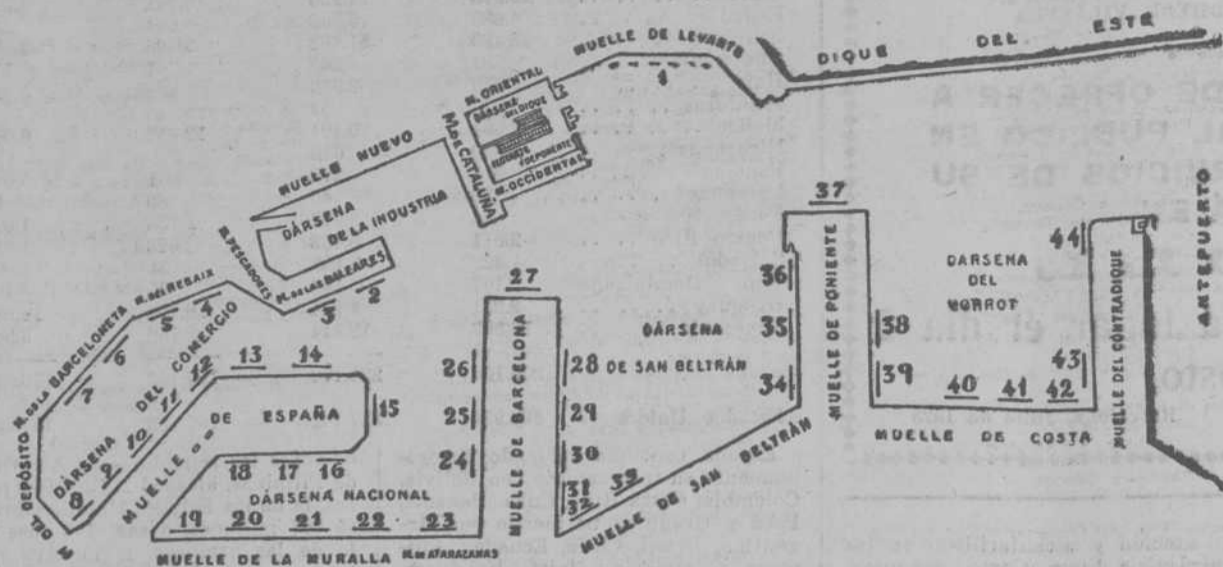 MUELLE DE LEVANTE
1
DIQUE DEL ESTE
M. ORIENTAL
DÁRSENA
DEL DIQUE
FLOTANTE
Y DEPONENTE
M. OCCIDENTAL
M. DE CATALUÑA
MUELLE NUEVO
DÁRSENA
DE LA INDUSTRIA
M. PESCADORES
M. DE LAS BALEARES
2
3
M. DEL REBAIX
4
5
M. DE LA BARCELONETA
6
7
M. DEL DEPÓSITO
DÁRSENA DEL COMERCIO
8
9
10
11
12
13
14
15
MUELLE
DE ESPAÑA
16
17
18
DÁRSENA NACIONAL
19
20
21
22
23
MUELLE DE LA MURALLA
M. DE ATARAZANAS
24
25
26
27
MUELLE DE BARCELONA
28
29
30
31
32
DÁRSENA
DE SAN BELTRÁN
33
MUELLE DE SAN BELTRÁN
34
35
36
37
MUELLE DE PONIENTE
38
39
40
41
42
43
44
DARSENA
DEL
MORROT
MUELLE DE COSTA
MUELLE DEL CONTRADIQUE
ANTEPUERTO